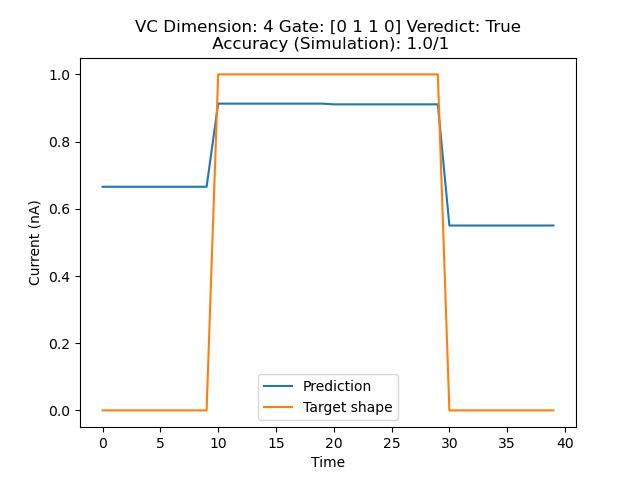 VC Dimension: 4 Gate: [0 1 1 0] Veredict: True
Accuracy (Simulation): 1.0/1
1.0
0.8
0.6
0.4
0.2
0.0
Current (nA)
Prediction
Target shape
0 5 10 15 20 25 30 35 40
Time